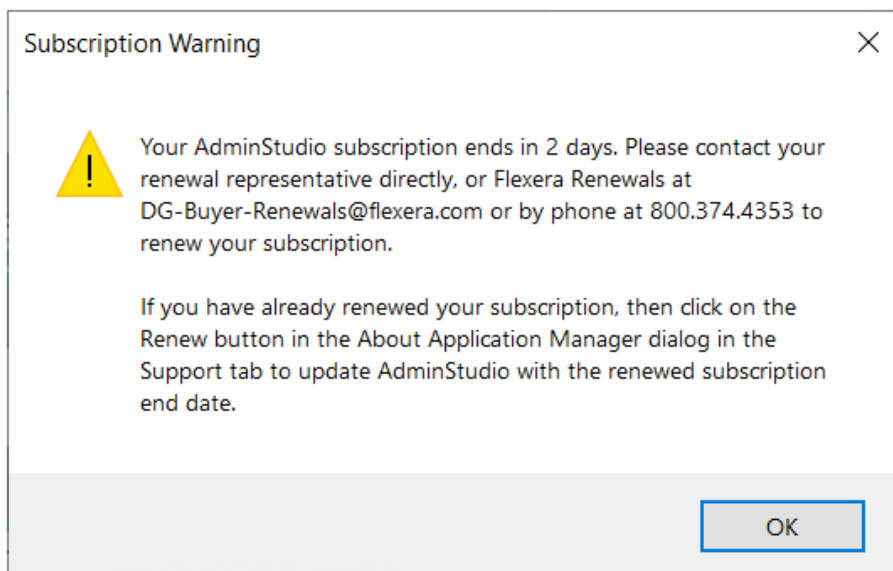 Subscription Warning
Your AdminStudio subscription ends in 2 days. Please contact your
renewal representative directly, or Flexera Renewals at
DG-Buyer-Renewals@flexera.com or by phone at 800.374.4353 to
renew your subscription.
If you have already renewed your subscription, then click on the
Renew button in the About Application Manager dialog in the
Support tab to update AdminStudio with the renewed subscription
end date.
OK